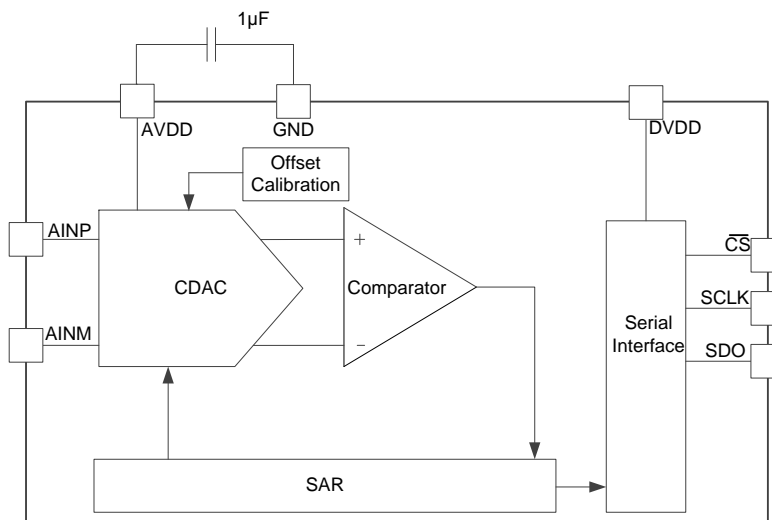 1µF
AVDD
GND
DVDD
Offset
Calibration
AINP
+
CS
CDAC
Comparator
SCLK
Serial
Interface
AINM
−
SDO
SAR